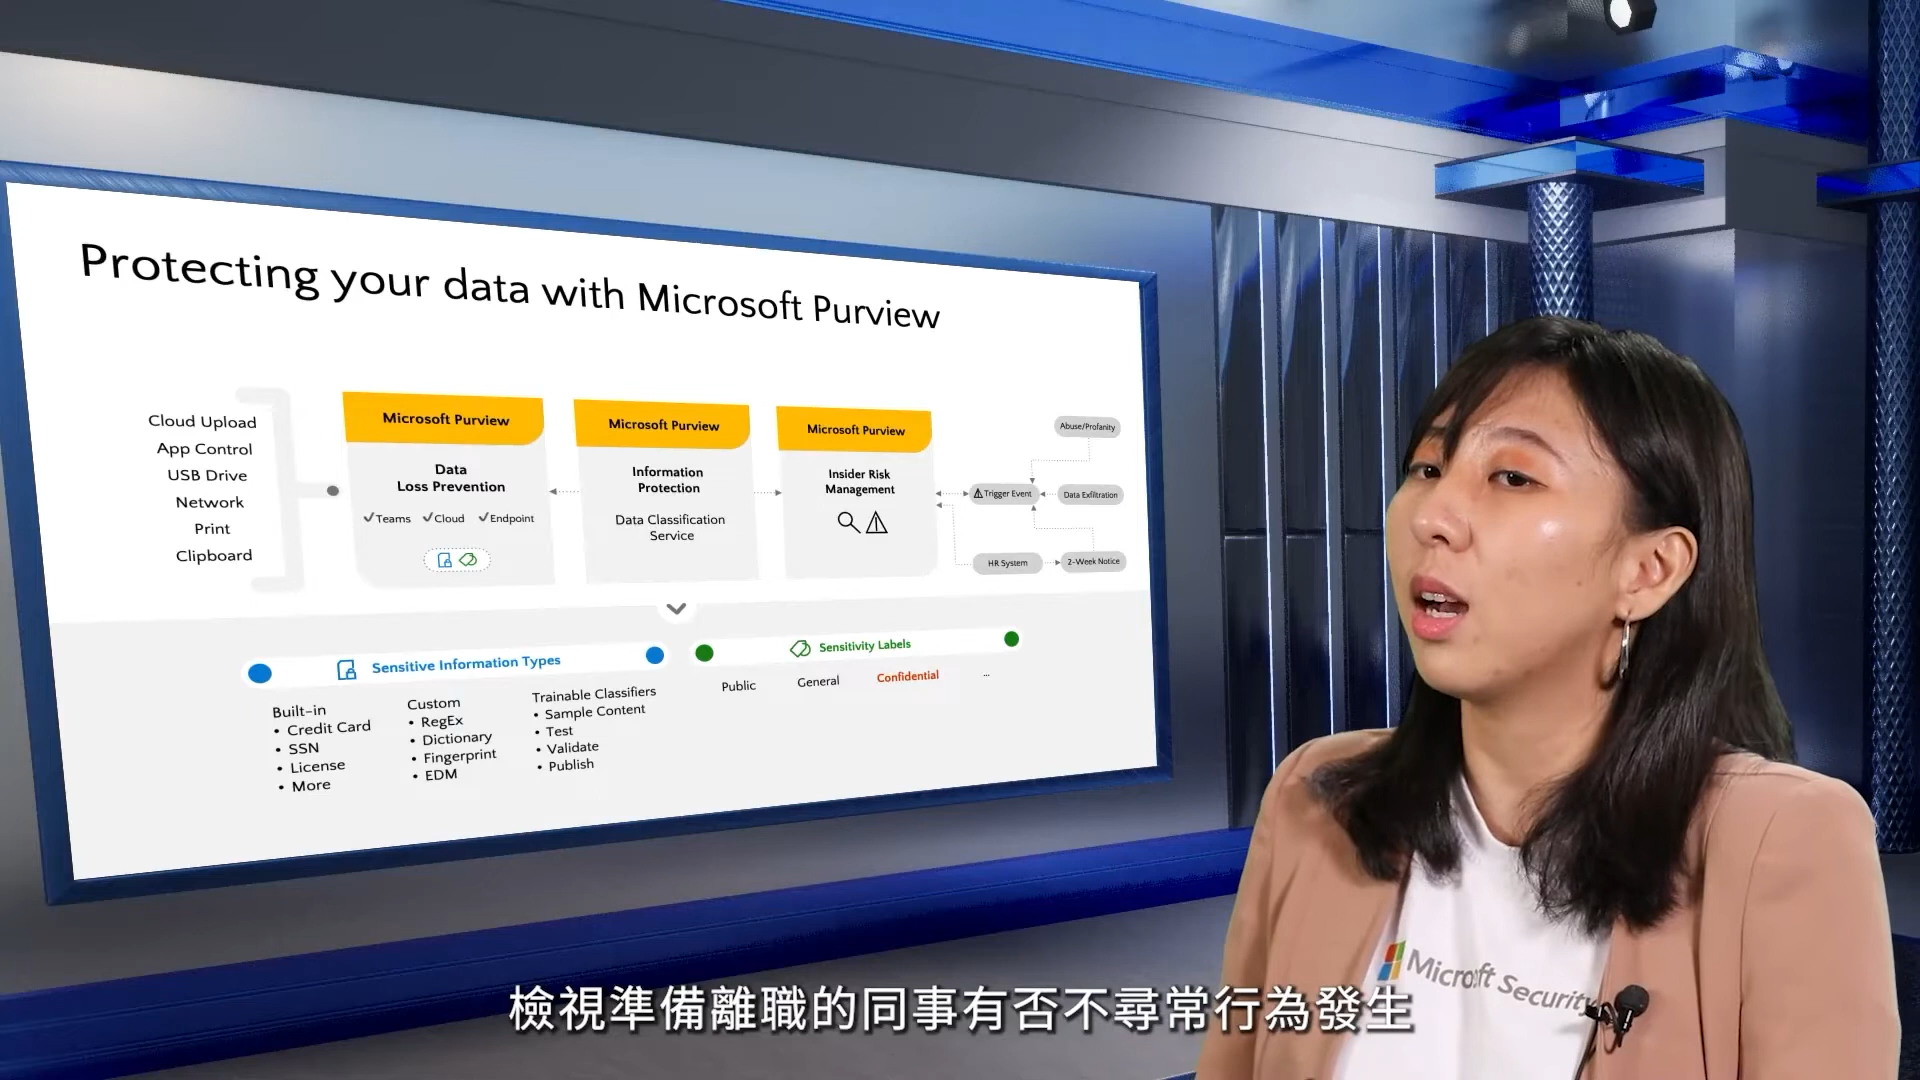 Protecting your data with Microsoft Purview
Cloud Upload
App Control
USB Drive
Network
Print
Clipboard
Microsoft Purview
Data
Loss Prevention
✓Teams ✓Cloud ✓Endpoint
Microsoft Purview
Information
Protection
Data Classification
Service
Microsoft Purview
Insider Risk
Management
Abuse/Profanity
Trigger Event
Data Exfiltration
HR System
2-Week Notice
Sensitive Information Types
Built-in
• Credit Card
• SSN
• License
• More
Custom
• RegEx
• Dictionary
• Fingerprint
• EDM
Trainable Classifiers
• Sample Content
• Test
• Validate
• Publish
Sensitivity Labels
Public
General
Confidential
...
Microsoft Security
檢視準備離職的同事有否不尋常行為發生